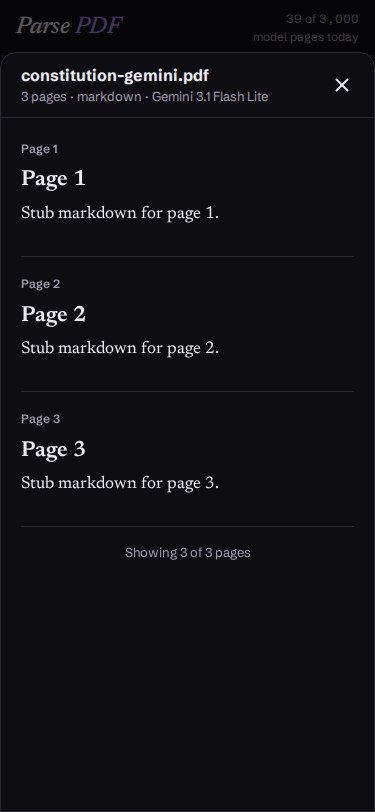 Parse PDF
39 of 3,000
model pages today
constitution-gemini.pdf
3 pages · markdown · Gemini 3.1 Flash Lite
Page 1
Page 1
Stub markdown for page 1.
Page 2
Page 2
Stub markdown for page 2.
Page 3
Page 3
Stub markdown for page 3.
Showing 3 of 3 pages